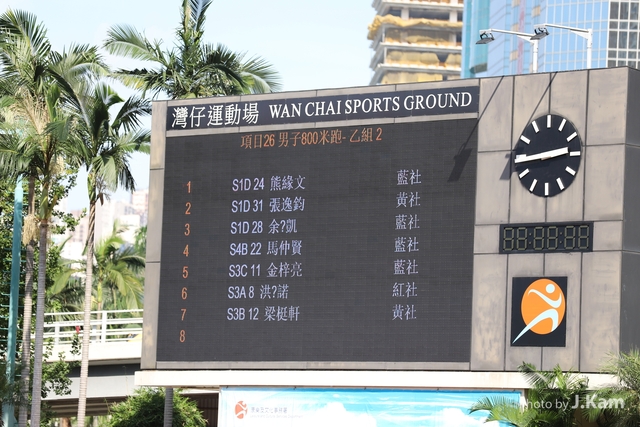 灣仔運動場 WAN CHAI SPORTS GROUND
項目26 男子800米跑- 乙組 2
1 S1D 24 熊緣文 藍社
2 S1D 31 張逸鈞 黃社
3 S1D 28 余?凱 藍社
4 S4B 22 馬仲賢 藍社
5 S3C 11 金梓亮 藍社
6 S3A 8 洪?諾 紅社
7 S3B 12 梁梃軒 黃社
8
Photo by J.Kam